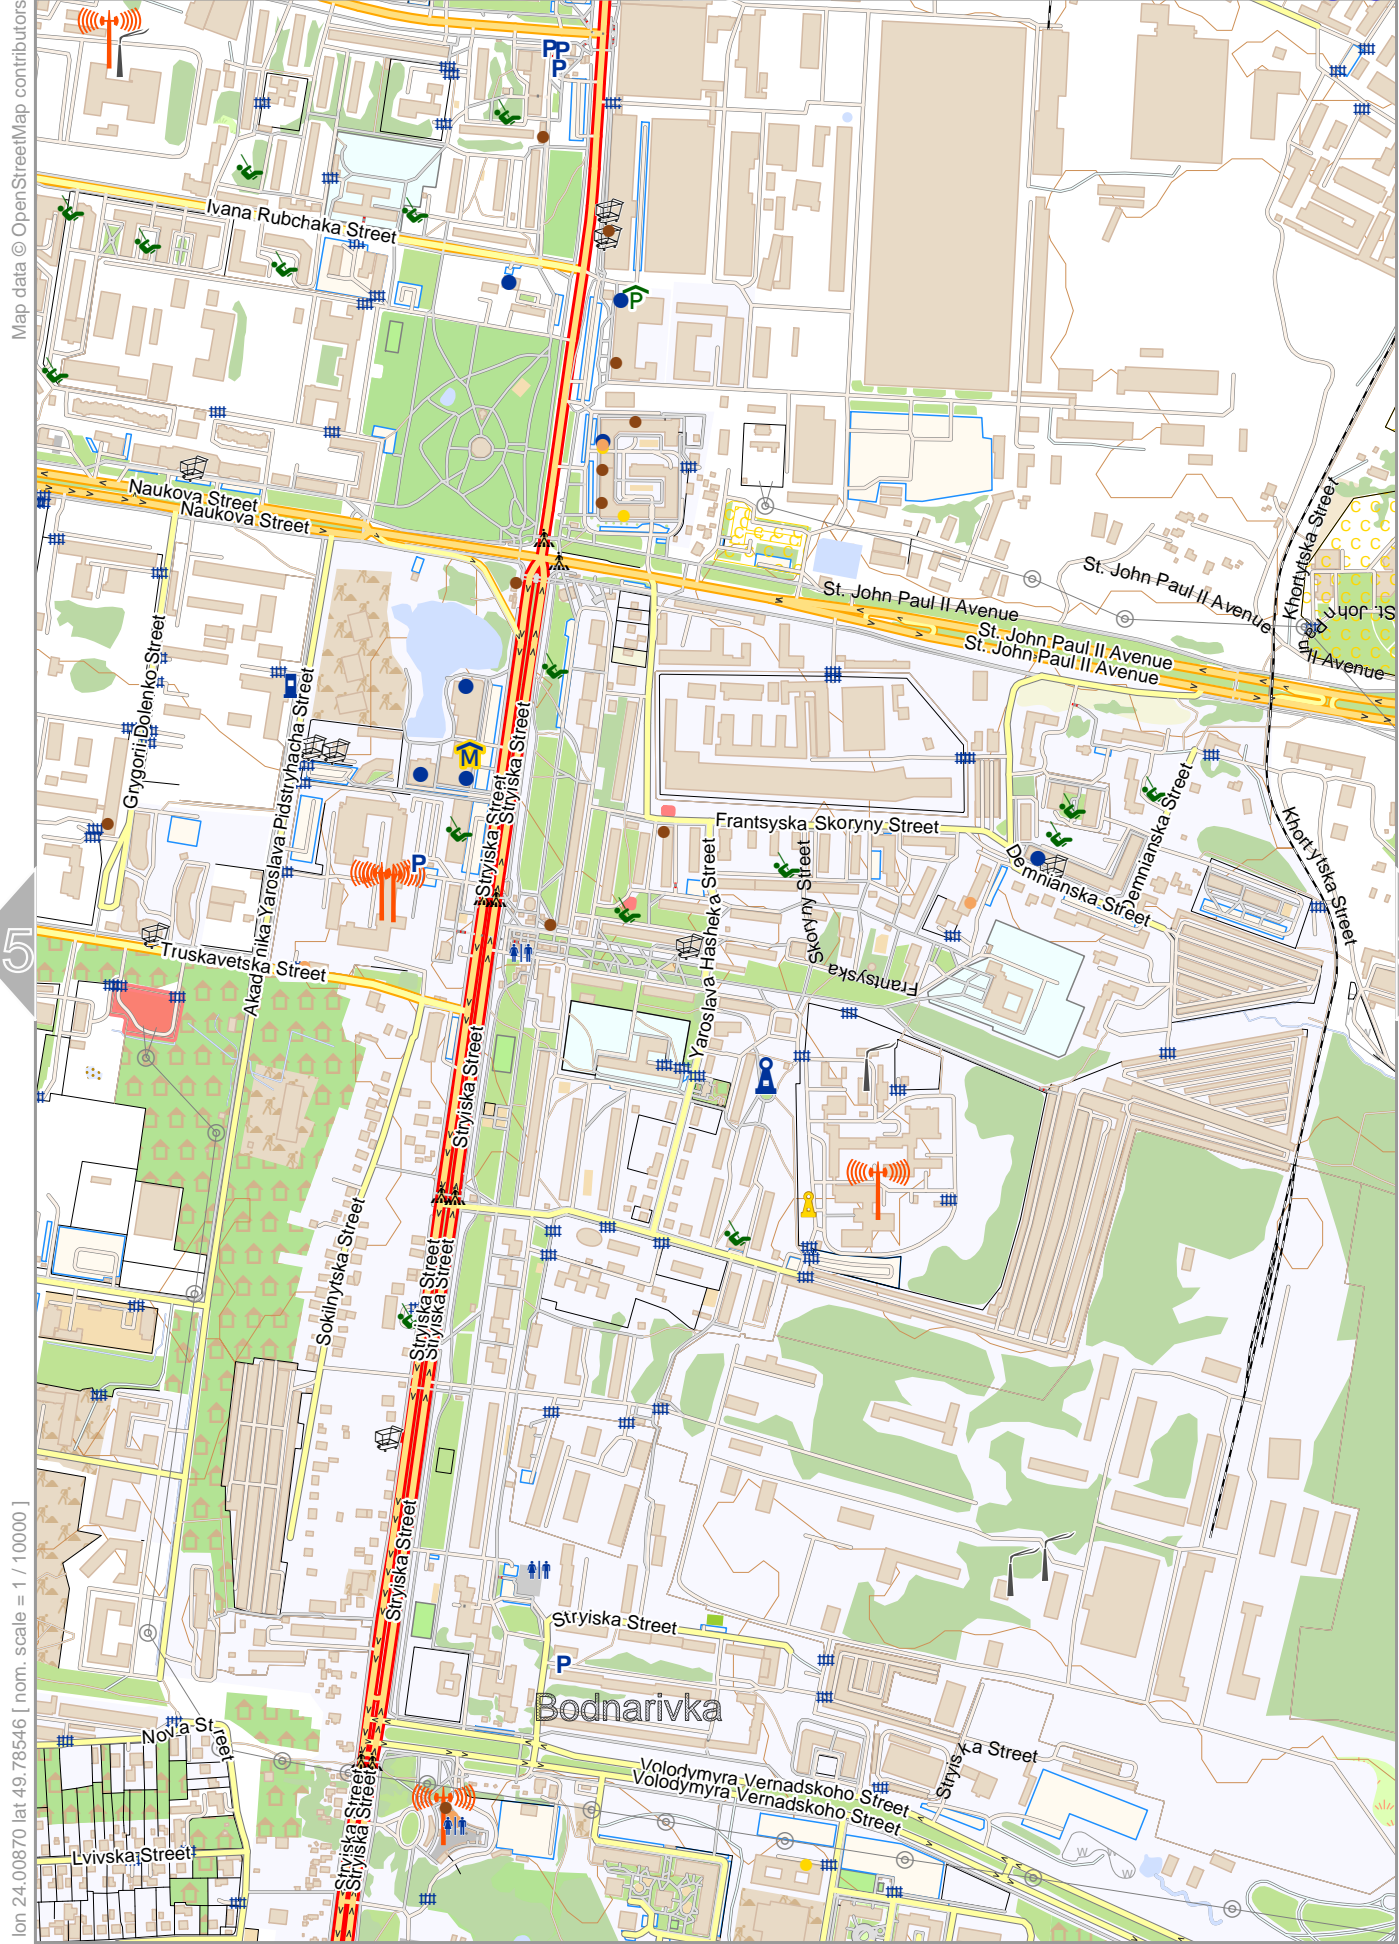 Map data © OpenStreetMap contributors
P P
P
Ivana Rubchaka Street
P
Naukova Street
Naukova Street
Khorytska Street
St. John Paul II Avenue
St. John Paul II Avenue
St. John Paul II Avenue
St. John Paul II Avenue
II Avenue
St. John
Grygorii Dolenko Street
Akademika Yaroslava Pidstryhacha Street
Stryiska Street
Stryiska Street
Stryiska Street
M
Frantsyska Skoryny Street
Demnianska Street
Demnianska Street
Khorytska Street
P
Yaroslava Hasheka Street
Frantsyska Skoryny Street
5
Truskavetska Street
Stryiska Street
Sokilnytska Street
Stryiska Street
Stryiska Street
Stryiska Street
Stryiska Street
P
Bodnarivka
Nova Street
Stryiska Street
Volodymyra Vernadskoho Street
Volodymyra Vernadskoho Street
Stryiska Street
Stryiska Street
Lvivska Street
W
W
lon 24.00870 lat 49.78546 [ nom. scale = 1 / 10000 ]